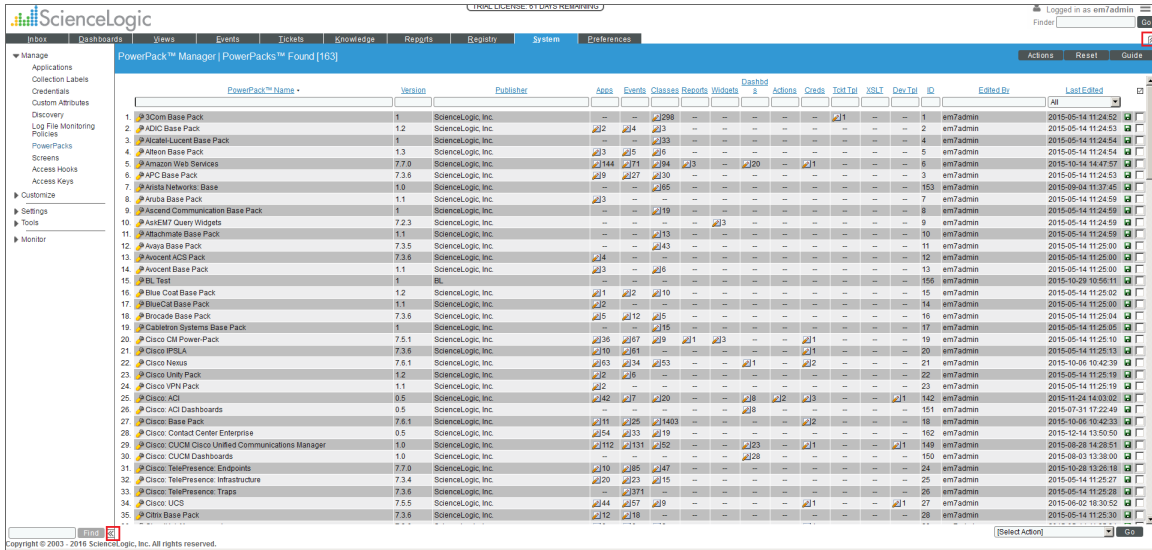 TRIAL LICENSE: 61 DAYS REMAINING
ScienceLogic
Logged in as em7admin
Finder Go
Inbox Dashboards Views Events Tickets Knowledge Reports Registry System Preferences
PowerPack™ Manager | PowerPacks™ Found [163] Actions Reset Guide
Manage
Applications
Collection Labels
Credentials
Custom Attributes
Discovery
Log File Monitoring
Policies
PowerPacks
Screens
Access Hooks
Access Keys
Customize
Settings
Tools
Monitor
PowerPack™ Name • Version Publisher Apps Events Classes Reports Widgets Dashbds Actions Creds Tckt Tpl XSLT Dev Tpl ID Edited By Last Edited
All
1. 3Com Base Pack 1 ScienceLogic, Inc. -- -- 298 -- -- -- -- -- 1 -- -- 1 em7admin 2015-05-14 11:24:52
2. ADIC Base Pack 1.2 ScienceLogic, Inc. 2 4 3 -- -- -- -- -- -- -- -- 2 em7admin 2015-05-14 11:24:53
3. Alcatel-Lucent Base Pack 1 ScienceLogic, Inc. -- -- 33 -- -- -- -- -- -- -- -- 4 em7admin 2015-05-14 11:24:54
4. Alteon Base Pack 1.3 ScienceLogic, Inc. 3 5 6 -- -- -- -- -- -- -- -- 5 em7admin 2015-05-14 11:24:54
5. Amazon Web Services 7.7.0 ScienceLogic, Inc. 144 71 94 3 -- 20 -- 1 -- -- -- 6 em7admin 2015-10-14 14:47:57
6. APC Base Pack 7.3.6 ScienceLogic, Inc. 9 27 30 -- -- -- -- -- -- -- -- 3 em7admin 2015-05-14 11:24:53
7. Arista Networks: Base 1.0 ScienceLogic, Inc. -- -- 65 -- -- -- -- -- -- -- -- 153 em7admin 2015-09-04 11:37:45
8. Aruba Base Pack 1.1 ScienceLogic, Inc. 3 -- -- -- -- -- -- -- -- -- -- 7 em7admin 2015-05-14 11:24:59
9. Ascend Communication Base Pack 1 ScienceLogic, Inc. -- -- 19 -- -- -- -- -- -- -- -- 8 em7admin 2015-05-14 11:24:59
10. AskEM7 Query Widgets 7.2.3 ScienceLogic, Inc. -- -- -- -- 3 -- -- -- -- -- -- 9 em7admin 2015-05-14 11:24:59
11. Attachmate Base Pack 1.1 ScienceLogic, Inc. -- -- 13 -- -- -- -- -- -- -- -- 10 em7admin 2015-05-14 11:24:59
12. Avaya Base Pack 7.3.5 ScienceLogic, Inc. -- -- 43 -- -- -- -- -- -- -- -- 11 em7admin 2015-05-14 11:25:00
13. Avocent ACS Pack 7.3.6 ScienceLogic, Inc. 4 -- -- -- -- -- -- -- -- -- -- 12 em7admin 2015-05-14 11:25:00
14. Avocent Base Pack 1.1 ScienceLogic, Inc. 3 -- 6 -- -- -- -- -- -- -- -- 13 em7admin 2015-05-14 11:25:00
15. BL Test 1 BL -- -- -- -- -- -- -- -- -- -- -- 156 em7admin 2015-10-29 10:56:11
16. Blue Coat Base Pack 1.2 ScienceLogic, Inc. 1 2 10 -- -- -- -- -- -- -- -- 15 em7admin 2015-05-14 11:25:02
17. BlueCat Base Pack 1.1 ScienceLogic, Inc. 2 -- -- -- -- -- -- -- -- -- -- 14 em7admin 2015-05-14 11:25:00
18. Brocade Base Pack 7.3.6 ScienceLogic, Inc. 5 12 5 -- -- -- -- -- -- -- -- 16 em7admin 2015-05-14 11:25:04
19. Cabletron Systems Base Pack 1 ScienceLogic, Inc. -- -- 15 -- -- -- -- -- -- -- -- 17 em7admin 2015-05-14 11:25:05
20. Cisco CM Power-Pack 7.5.1 ScienceLogic, Inc. 36 67 9 1 3 -- -- 1 -- -- -- 19 em7admin 2015-05-14 11:25:10
21. Cisco IPSLA 7.3.6 ScienceLogic, Inc. 10 61 -- -- -- -- -- 1 -- -- -- 20 em7admin 2015-05-14 11:25:13
22. Cisco Nexus 7.6.1 ScienceLogic, Inc. 63 34 53 -- -- 1 -- 2 -- -- -- 21 em7admin 2015-10-06 10:42:39
23. Cisco Unity Pack 1.2 ScienceLogic, Inc. 2 6 -- -- -- -- -- -- -- -- -- 22 em7admin 2015-05-14 11:25:19
24. Cisco VPN Pack 1.1 ScienceLogic, Inc. 2 -- -- -- -- -- -- -- -- -- -- 23 em7admin 2015-05-14 11:25:19
25. Cisco: ACI 0.5 ScienceLogic, Inc. 42 7 20 -- -- 8 2 3 -- -- 1 142 em7admin 2015-11-24 14:03:02
26. Cisco: ACI Dashboards 0.5 ScienceLogic, Inc. -- -- -- -- -- 8 -- -- -- -- -- 151 em7admin 2015-07-31 17:22:49
27. Cisco: Base Pack 7.6.1 ScienceLogic, Inc. 11 25 1403 -- -- -- -- 2 -- -- -- 18 em7admin 2015-10-06 10:42:33
28. Cisco: Contact Center Enterprise 0.5 ScienceLogic, Inc. 54 33 19 -- -- -- -- -- -- -- -- 162 em7admin 2015-12-14 13:50:50
29. Cisco: CUCM Cisco Unified Communications Manager 1.0 ScienceLogic, Inc. 112 131 52 -- -- 23 -- 1 -- -- 1 149 em7admin 2015-08-28 14:28:51
30. Cisco: CUCM Dashboards 1.0 ScienceLogic, Inc. -- -- -- -- -- 28 -- -- -- -- -- 150 em7admin 2015-08-03 13:38:00
31. Cisco: TelePresence: Endpoints 7.7.0 ScienceLogic, Inc. 10 85 47 -- -- -- -- -- -- -- -- 24 em7admin 2015-10-28 13:26:18
32. Cisco: TelePresence: Infrastructure 7.3.4 ScienceLogic, Inc. 20 23 15 -- -- -- -- -- -- -- -- 25 em7admin 2015-05-14 11:25:27
33. Cisco: TelePresence: Traps 7.3.6 ScienceLogic, Inc. -- 371 -- -- -- -- -- -- -- -- -- 26 em7admin 2015-05-14 11:25:28
34. Cisco: UCS 7.5.5 ScienceLogic, Inc. 44 57 9 -- -- -- -- 1 -- -- 1 27 em7admin 2015-06-02 18:30:52
35. Citrix Base Pack 7.3.6 ScienceLogic, Inc. 12 18 -- -- -- -- -- -- -- -- -- 28 em7admin 2015-05-14 11:25:30
Find
[Select Action] Go
Copyright © 2003 - 2016 ScienceLogic, Inc. All rights reserved.